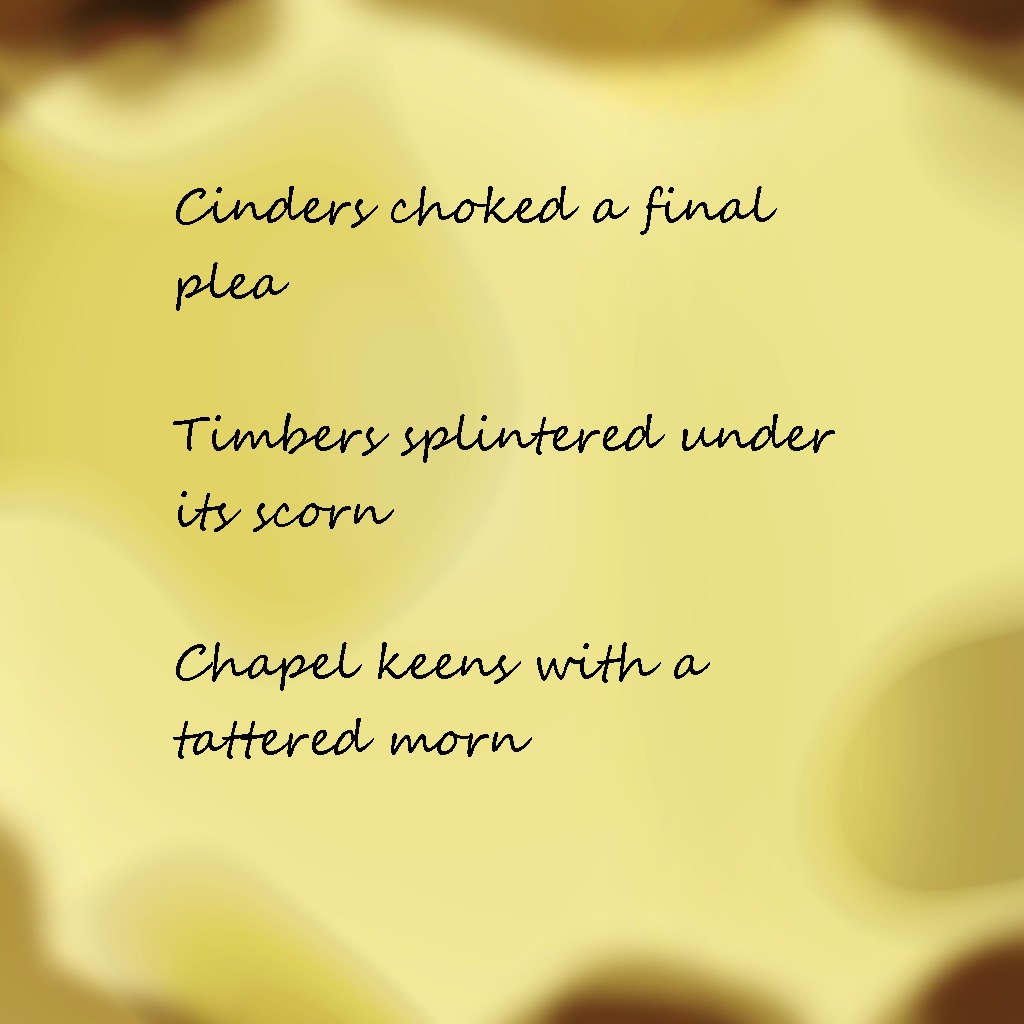 Cinders choked a final
plea
Timbers splintered under
its scorn
Chapel keens with a
tattered morn